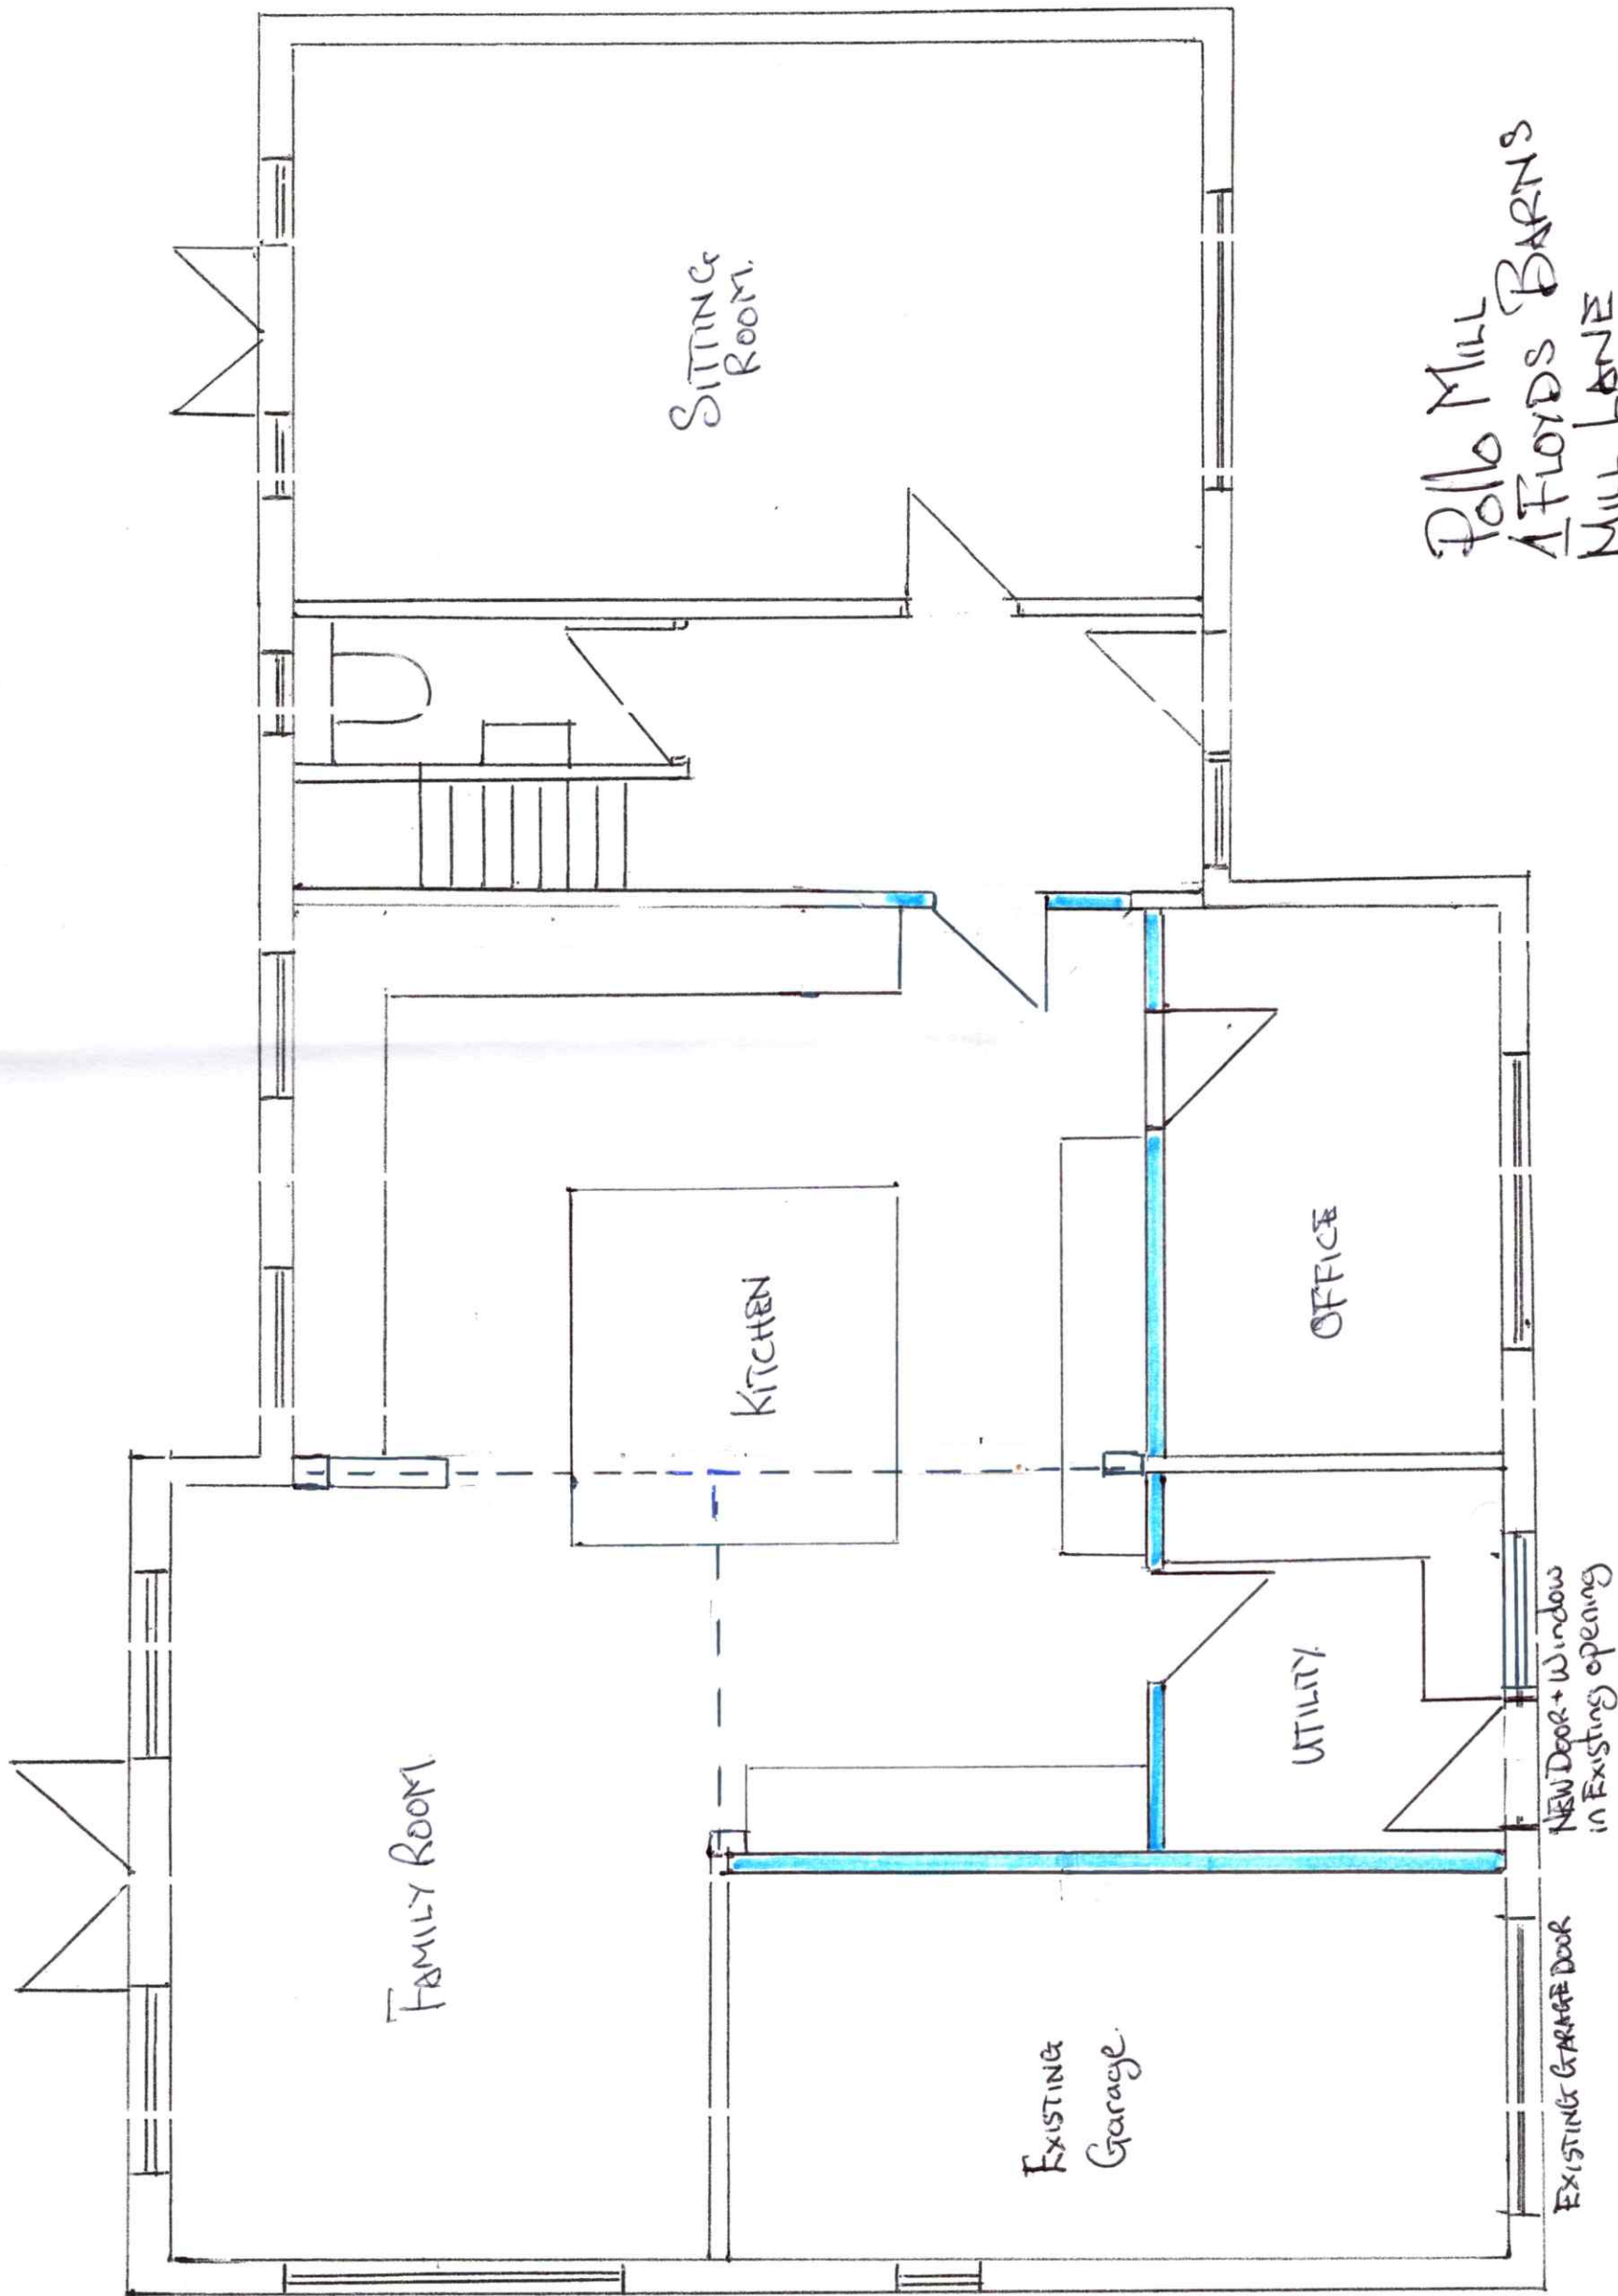 SITTING
ROOM.
KITCHEN
OFFICE
FAMILY ROOM
UTILITY
EXISTING
Garage.
NEW DOOR + Window
in Existing opening
EXISTING GARAGE DOOR
MILL
1 FLOYDS BARNS
MILL LANE